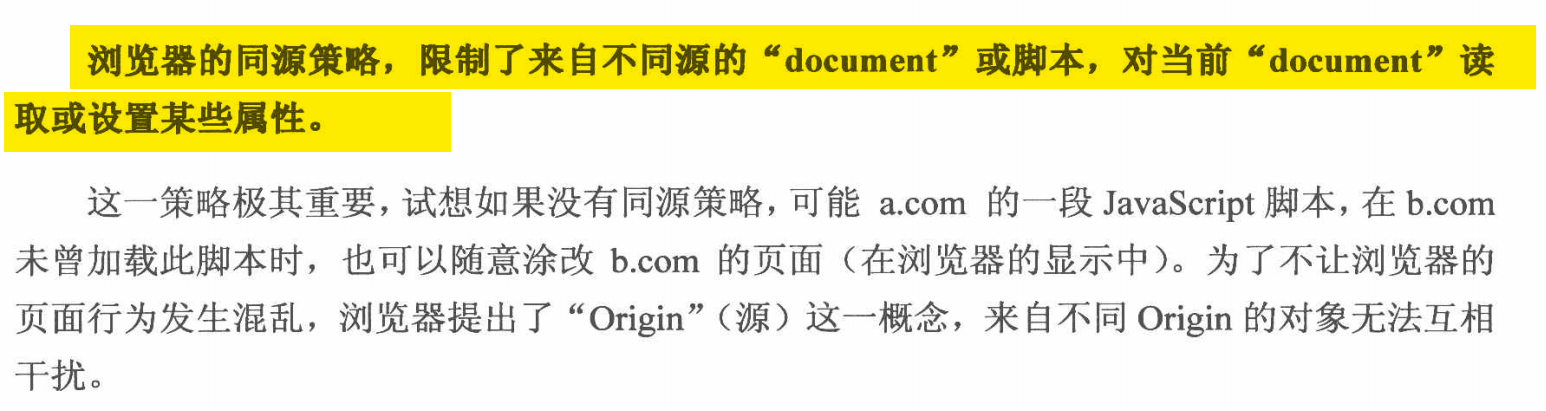 浏览器的同源策略，限制了来自不同源的“document”或脚本，对当前“document”读
取或设置某些属性。
这一策略极其重要，试想如果没有同源策略，可能 a.com 的一段 JavaScript 脚本，在 b.com
未曾加载此脚本时，也可以随意涂改 b.com 的页面（在浏览器的显示中）。为了不让浏览器的
页面行为发生混乱，浏览器提出了“Origin”（源）这一概念，来自不同 Origin 的对象无法互相
干扰。